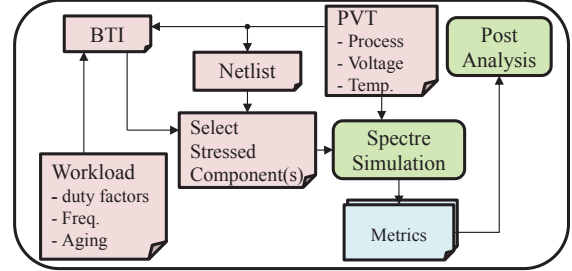 BTI
PVT
- Process
- Voltage
- Temp.
Post
Analysis
Netlist
Select
Stressed
Component(s)
Spectre
Simulation
Workload
- duty factors
- Freq.
- Aging
Metrics